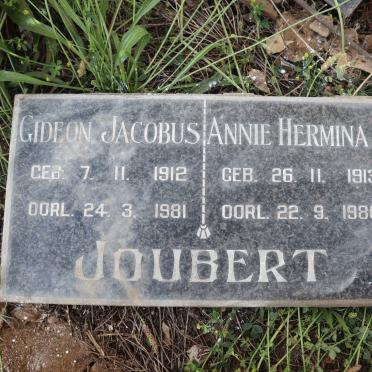 GIDEON JACOBUS ANNIE HERMINA
GEB. 7. 11. 1912 GEB. 26. 11. 1913
OORL. 24. 3. 1981 OORL. 22. 9.
JOUBERT